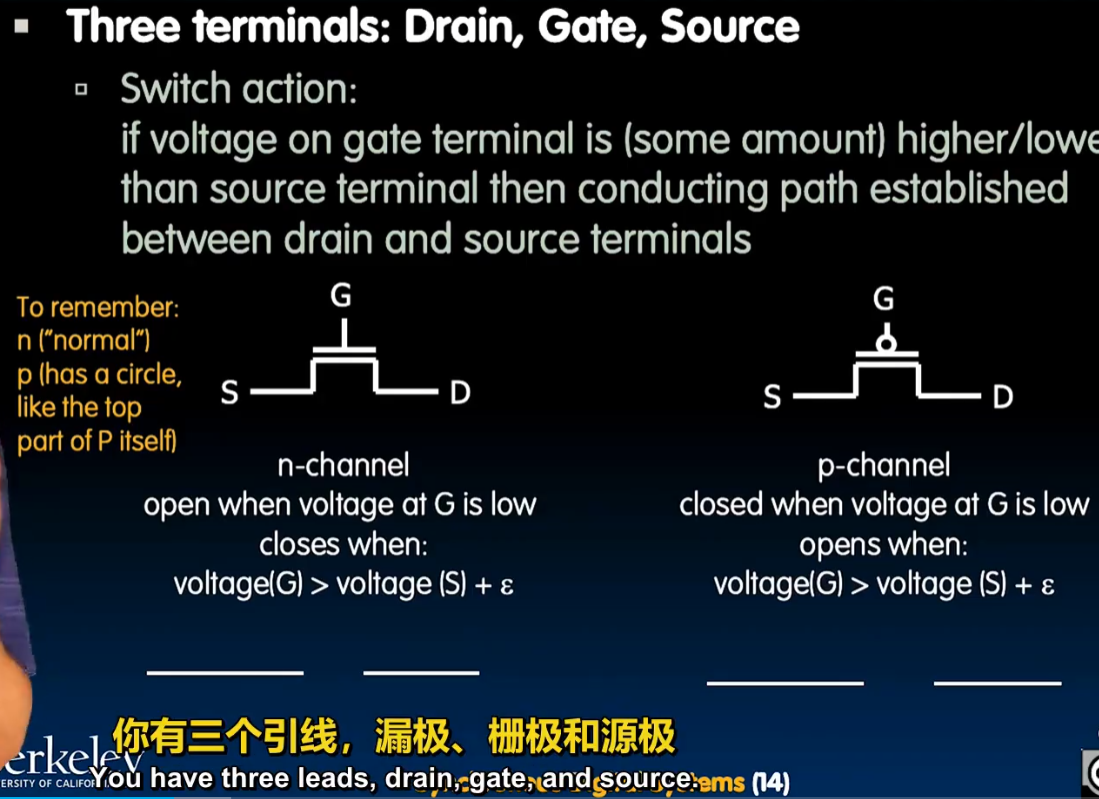 Three terminals: Drain, Gate, Source
Switch action:
if voltage on gate terminal is (some amount) higher/lowe
than source terminal then conducting path established
between drain and source terminals
To remember:
n ("normal")
p (has a circle,
like the top
part of P itself)
G
S
D
n-channel
open when voltage at G is low
closes when:
voltage(G) > voltage (S) + ε
G
S
D
p-channel
closed when voltage at G is low
opens when:
voltage(G) > voltage (S) + ε
你有三个引线，漏极、栅极和源极
erkeley
ERSITY OF CALIFOR
You have three leads, drain, gate, and source.
ems (14)